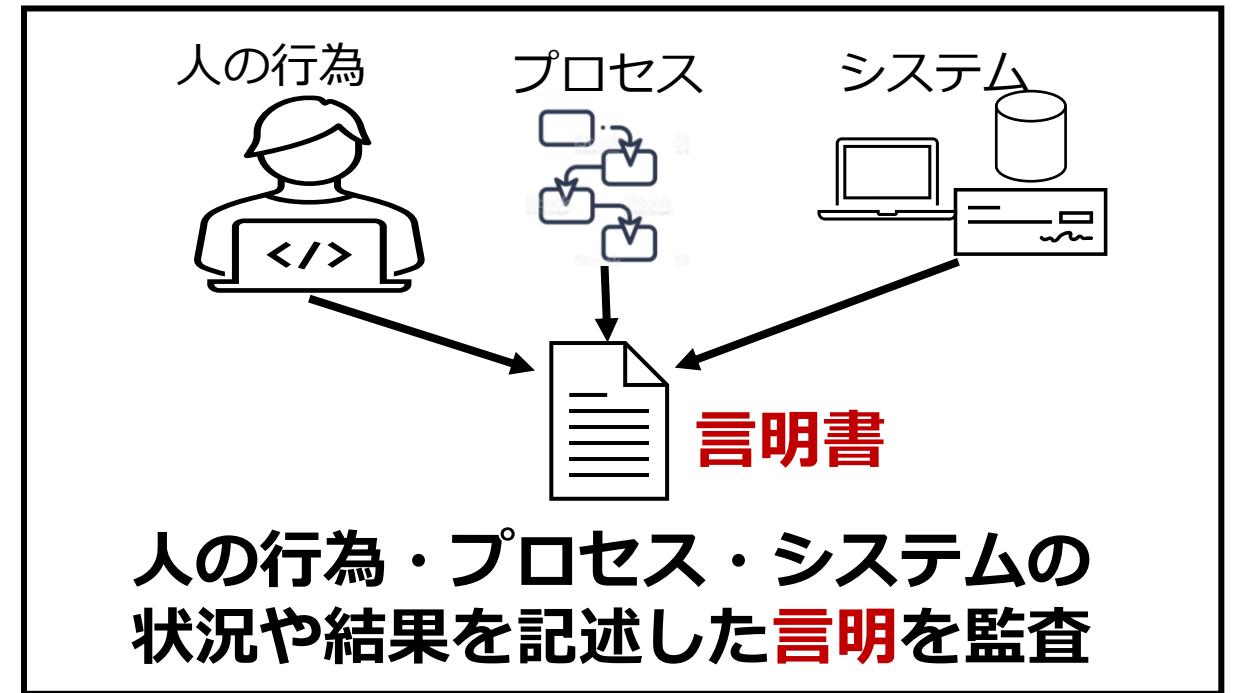 人の行為
プロセス
システム
</>
言明書
人の行為・プロセス・システムの
状況や結果を記述した言明を監査